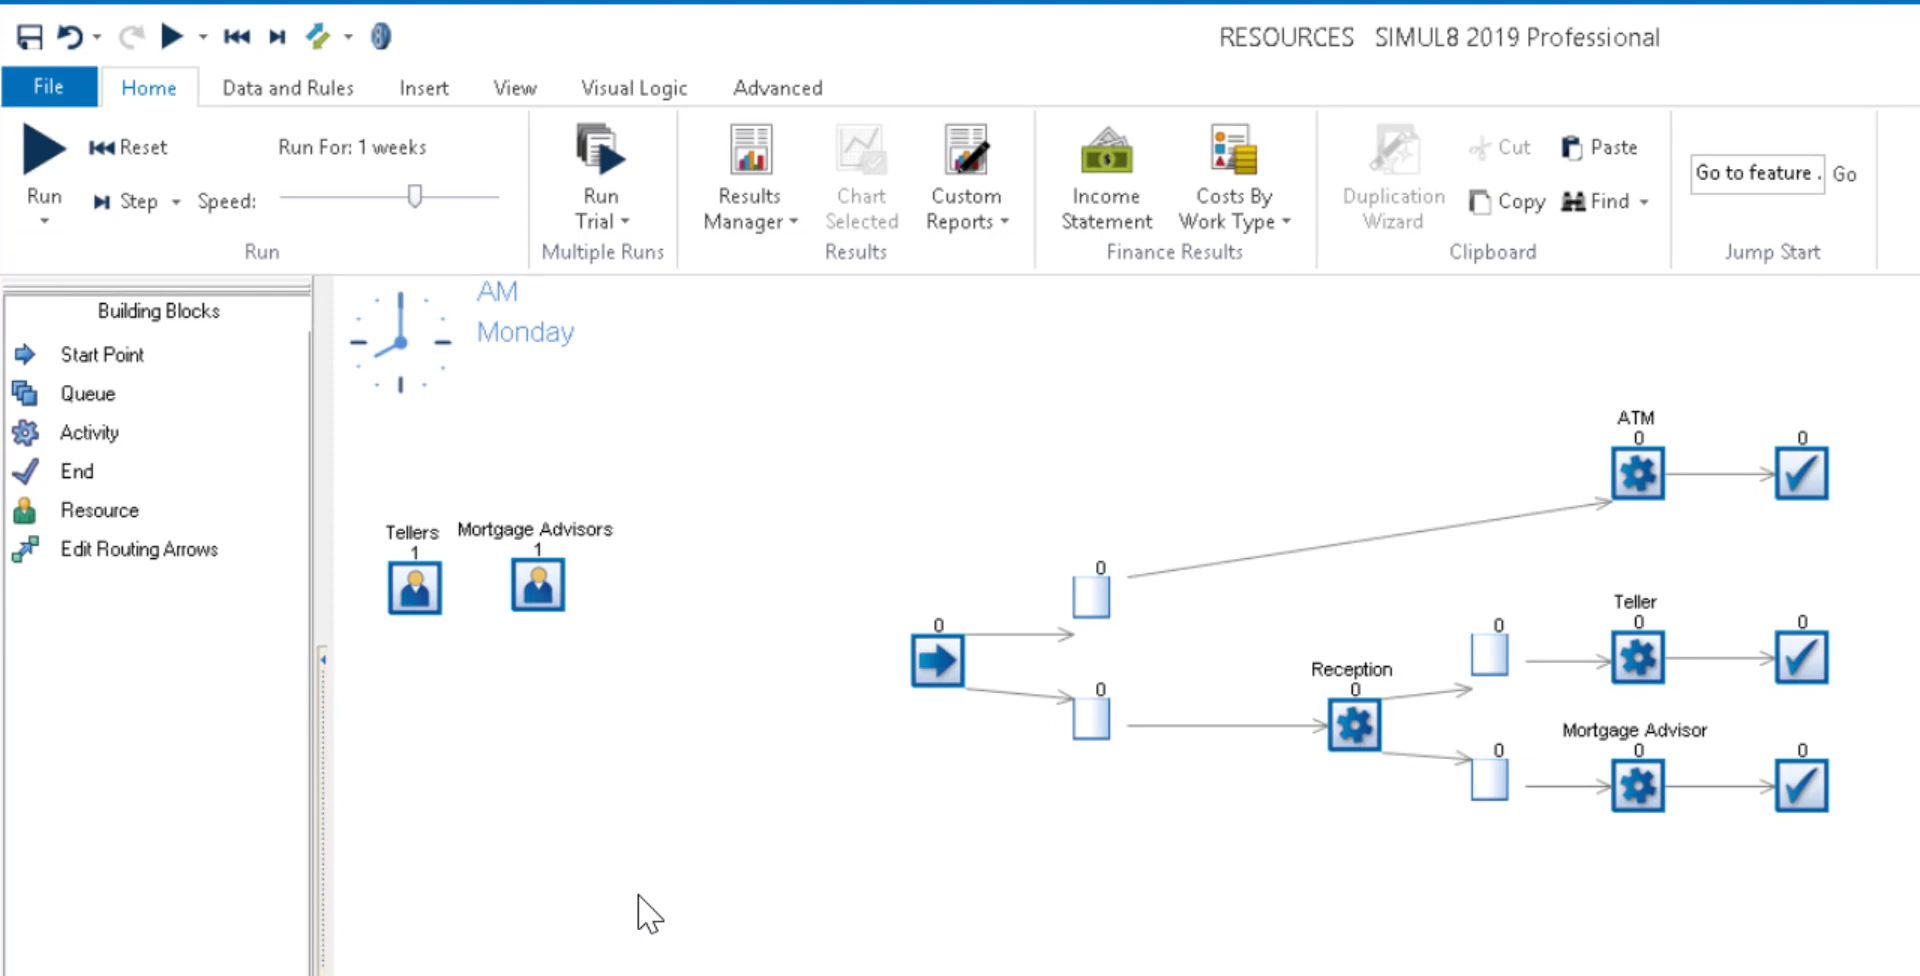 RESOURCES SIMUL8 2019 Professional
File Home Data and Rules Insert View Visual Logic Advanced
Run
Reset
Step
Run For: 1 weeks
Speed:
Run
Run
Trial
Multiple Runs
Results
Manager
Chart
Selected
Custom
Reports
Results
Income
Statement
Costs By
Work Type
Finance Results
Duplication
Wizard
Cut
Paste
Copy
Find
Clipboard
Go to feature . Go
Jump Start
Building Blocks
Start Point
Queue
Activity
End
Resource
Edit Routing Arrows
AM
Monday
Tellers
1
Mortgage Advisors
1
ATM
0
0
0
0
0
Reception
0
0
Teller
0
0
0
Mortgage Advisor
0
0